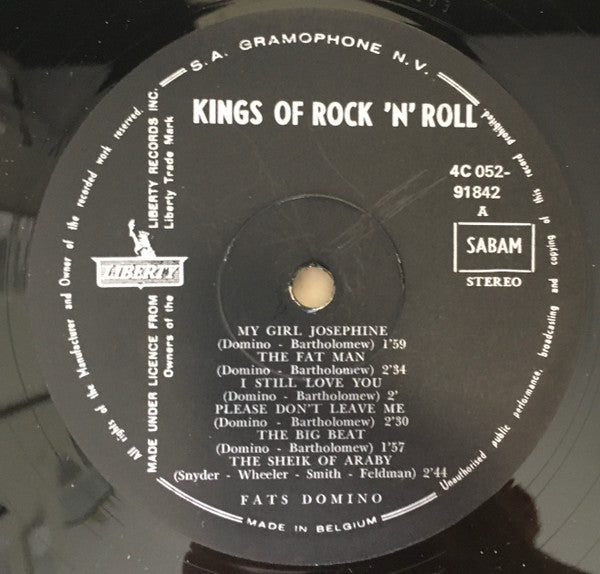 S. A. GRAMOPHONE N. V.
KINGS OF ROCK 'N' ROLL
4C 052-
91842
A
SABAM
STEREO
LIBERTY
MY GIRL JOSEPHINE
(Domino - Bartholomew) 1'59
THE FAT MAN
(Domino - Bartholomew) 2'34
I STILL LOVE YOU
(Domino - Bartholomew) 2'
PLEASE DON'T LEAVE ME
(Domino - Bartholomew) 2'30
THE BIG BEAT
(Domino - Bartholomew) 1'57
THE SHEIK OF ARABY
(Snyder - Wheeler - Smith - Feldman) 2'44
FATS DOMINO
MADE IN BELGIUM
All rights of the Manufacturer and Owner of the recorded work reserved.
MADE UNDER LICENCE FROM LIBERTY RECORDS INC.
Owners of the Liberty Trade Mark
Unauthorised public performance, broadcasting and copying of this record prohibited